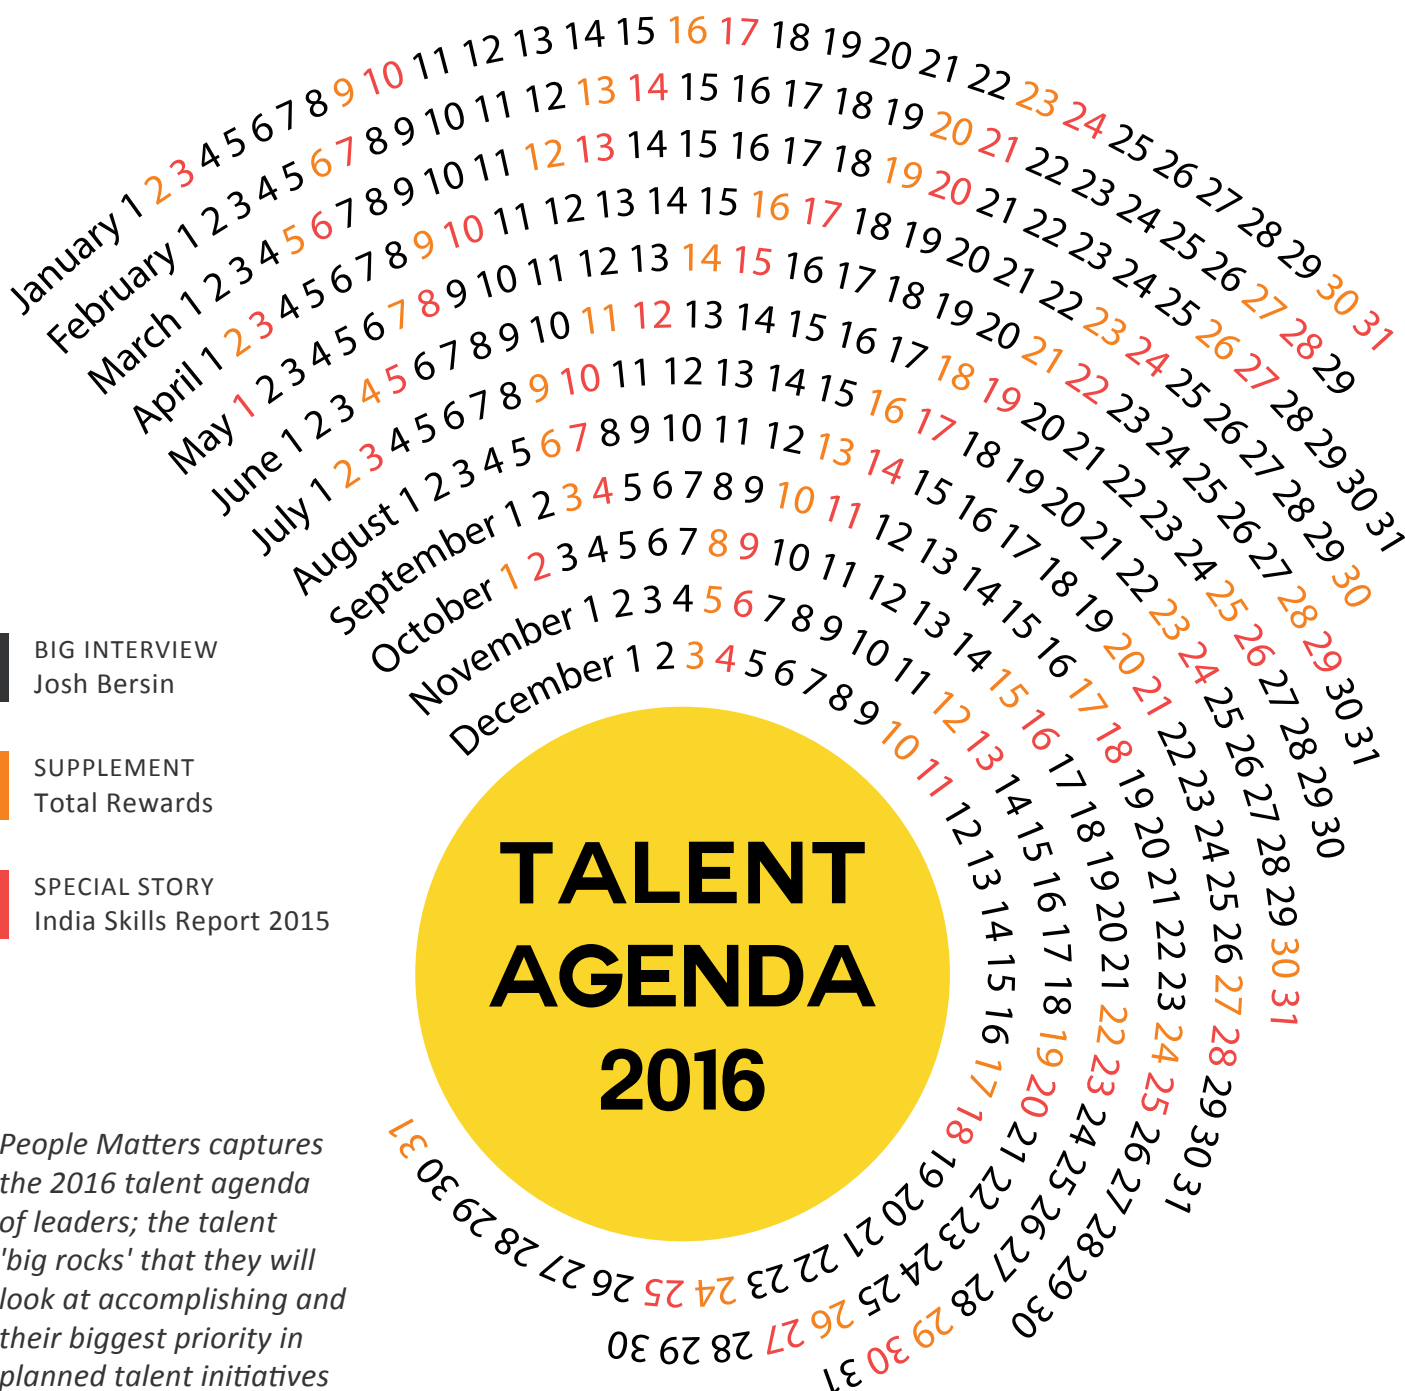 January 1 2 3 4 5 6 7 8 9 10 11 12 13 14 15 16 17 18 19 20 21 22 23 24 25 26 27 28 29 30 31
February 1 2 3 4 5 6 7 8 9 10 11 12 13 14 15 16 17 18 19 20 21 22 23 24 25 26 27 28 29
March 1 2 3 4 5 6 7 8 9 10 11 12 13 14 15 16 17 18 19 20 21 22 23 24 25 26 27 28 29 30 31
April 1 2 3 4 5 6 7 8 9 10 11 12 13 14 15 16 17 18 19 20 21 22 23 24 25 26 27 28 29 30
May 1 2 3 4 5 6 7 8 9 10 11 12 13 14 15 16 17 18 19 20 21 22 23 24 25 26 27 28 29 30 31
June 1 2 3 4 5 6 7 8 9 10 11 12 13 14 15 16 17 18 19 20 21 22 23 24 25 26 27 28 29 30
July 1 2 3 4 5 6 7 8 9 10 11 12 13 14 15 16 17 18 19 20 21 22 23 24 25 26 27 28 29 30 31
August 1 2 3 4 5 6 7 8 9 10 11 12 13 14 15 16 17 18 19 20 21 22 23 24 25 26 27 28 29 30 31
September 1 2 3 4 5 6 7 8 9 10 11 12 13 14 15 16 17 18 19 20 21 22 23 24 25 26 27 28 29 30
October 1 2 3 4 5 6 7 8 9 10 11 12 13 14 15 16 17 18 19 20 21 22 23 24 25 26 27 28 29 30 31
November 1 2 3 4 5 6 7 8 9 10 11 12 13 14 15 16 17 18 19 20 21 22 23 24 25 26 27 28 29 30
December 1 2 3 4 5 6 7 8 9 10 11 12 13 14 15 16 17 18 19 20 21 22 23 24 25 26 27 28 29 30 31
BIG INTERVIEW
Josh Bersin
SUPPLEMENT
Total Rewards
SPECIAL STORY
India Skills Report 2015
TALENT
AGENDA
2016
People Matters captures
the 2016 talent agenda
of leaders; the talent
'big rocks' that they will
look at accomplishing and
their biggest priority in
planned talent initiatives